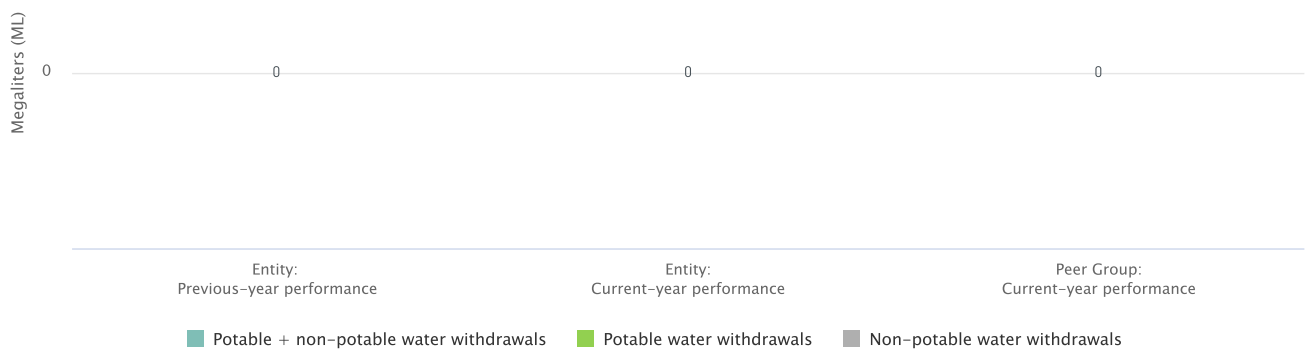 Megaliters (ML)
0
0
0
0
Entity:
Previous-year performance
Entity:
Current-year performance
Peer Group:
Current-year performance
Potable + non-potable water withdrawals
Potable water withdrawals
Non-potable water withdrawals